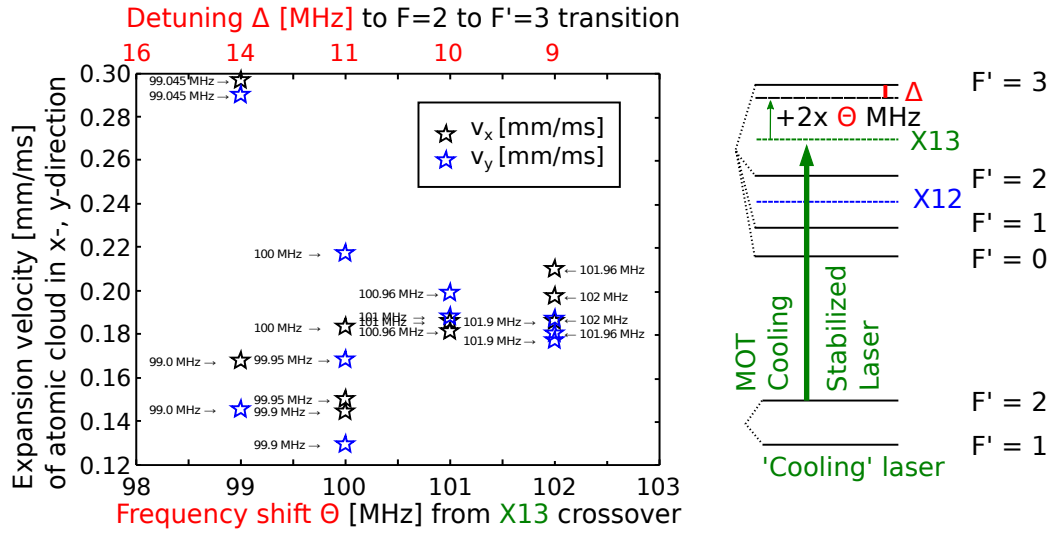 Detuning Δ [MHz] to F=2 to F'=3 transition
16 14 11 10 9
Expansion velocity [mm/ms]
of atomic cloud in x-, y-direction
0.30
0.28
0.26
0.24
0.22
0.20
0.18
0.16
0.14
0.12
99.045 MHz→
99.045 MHz→
v_x [mm/ms]
v_y [mm/ms]
100 MHz →
100 MHz →
99.0 MHz →
99.95 MHz→
99.0 MHz →
99.95 MHz→
99.9 MHz→
99.9 MHz→
100.96 MHz→
101 MHz→
101 MHz→
100.96 MHz→
←101.96 MHz
← 102 MHz
101.9 MHz→
← 102 MHz
101.9 MHz→
←101.96 MHz
98 99 100 101 102 103
Frequency shift Θ [MHz] from X13 crossover
F' = 3
Δ
+2x Θ MHz
X13
F' = 2
X12
F' = 1
F' = 0
MOT
Cooling
Stabilized
Laser
F' = 2
F' = 1
'Cooling' laser